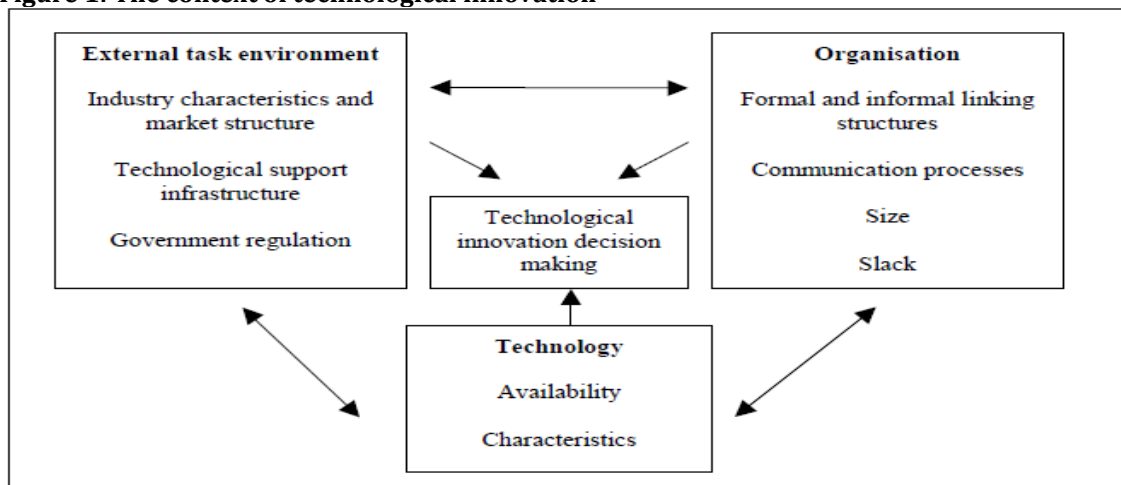 Figure 1: The context of technological innovation
External task environment
Industry characteristics and
market structure
Technological support
infrastructure
Government regulation
Organisation
Formal and informal linking
structures
Communication processes
Size
Slack
Technological
innovation decision
making
Technology
Availability
Characteristics